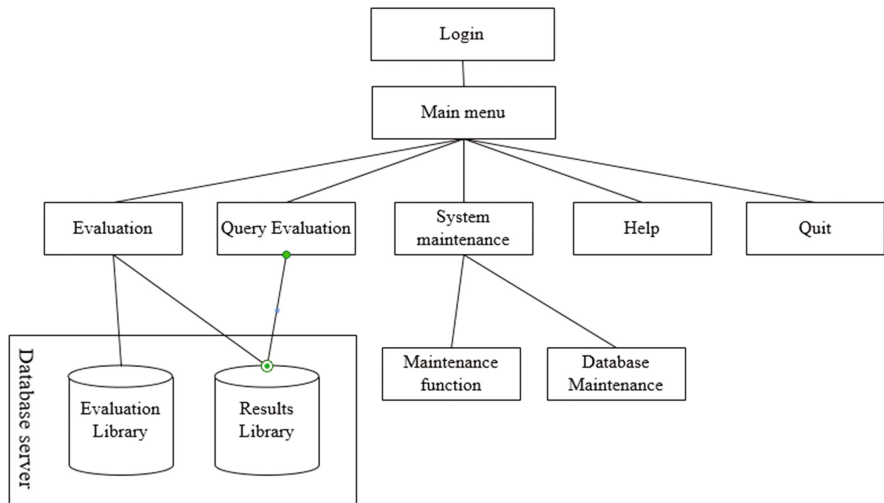 Login
Main menu
Evaluation
Query Evaluation
System
maintenance
Help
Quit
Maintenance
function
Database
Maintenance
Database server
Evaluation
Library
Results
Library